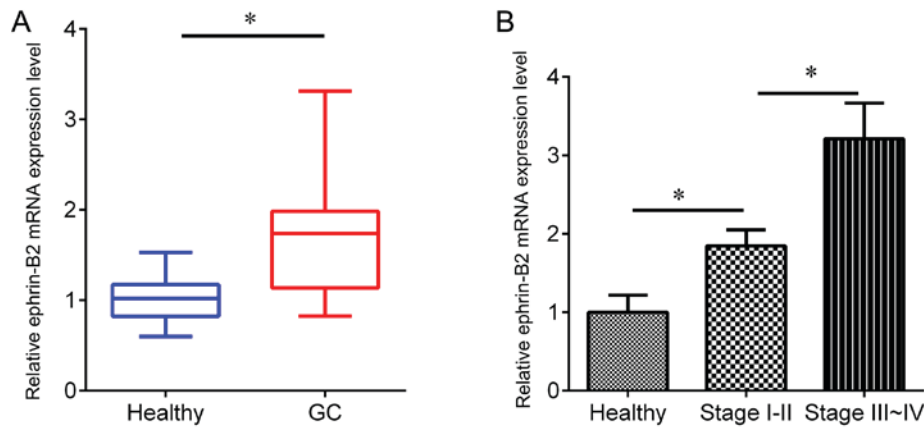 A
Relative ephrin-B2 mRNA expression level
4
3
2
1
0
*
Healthy
GC
B
Relative ephrin-B2 mRNA expression level
4
3
2
1
0
*
*
Healthy
Stage I-II
Stage III~IV